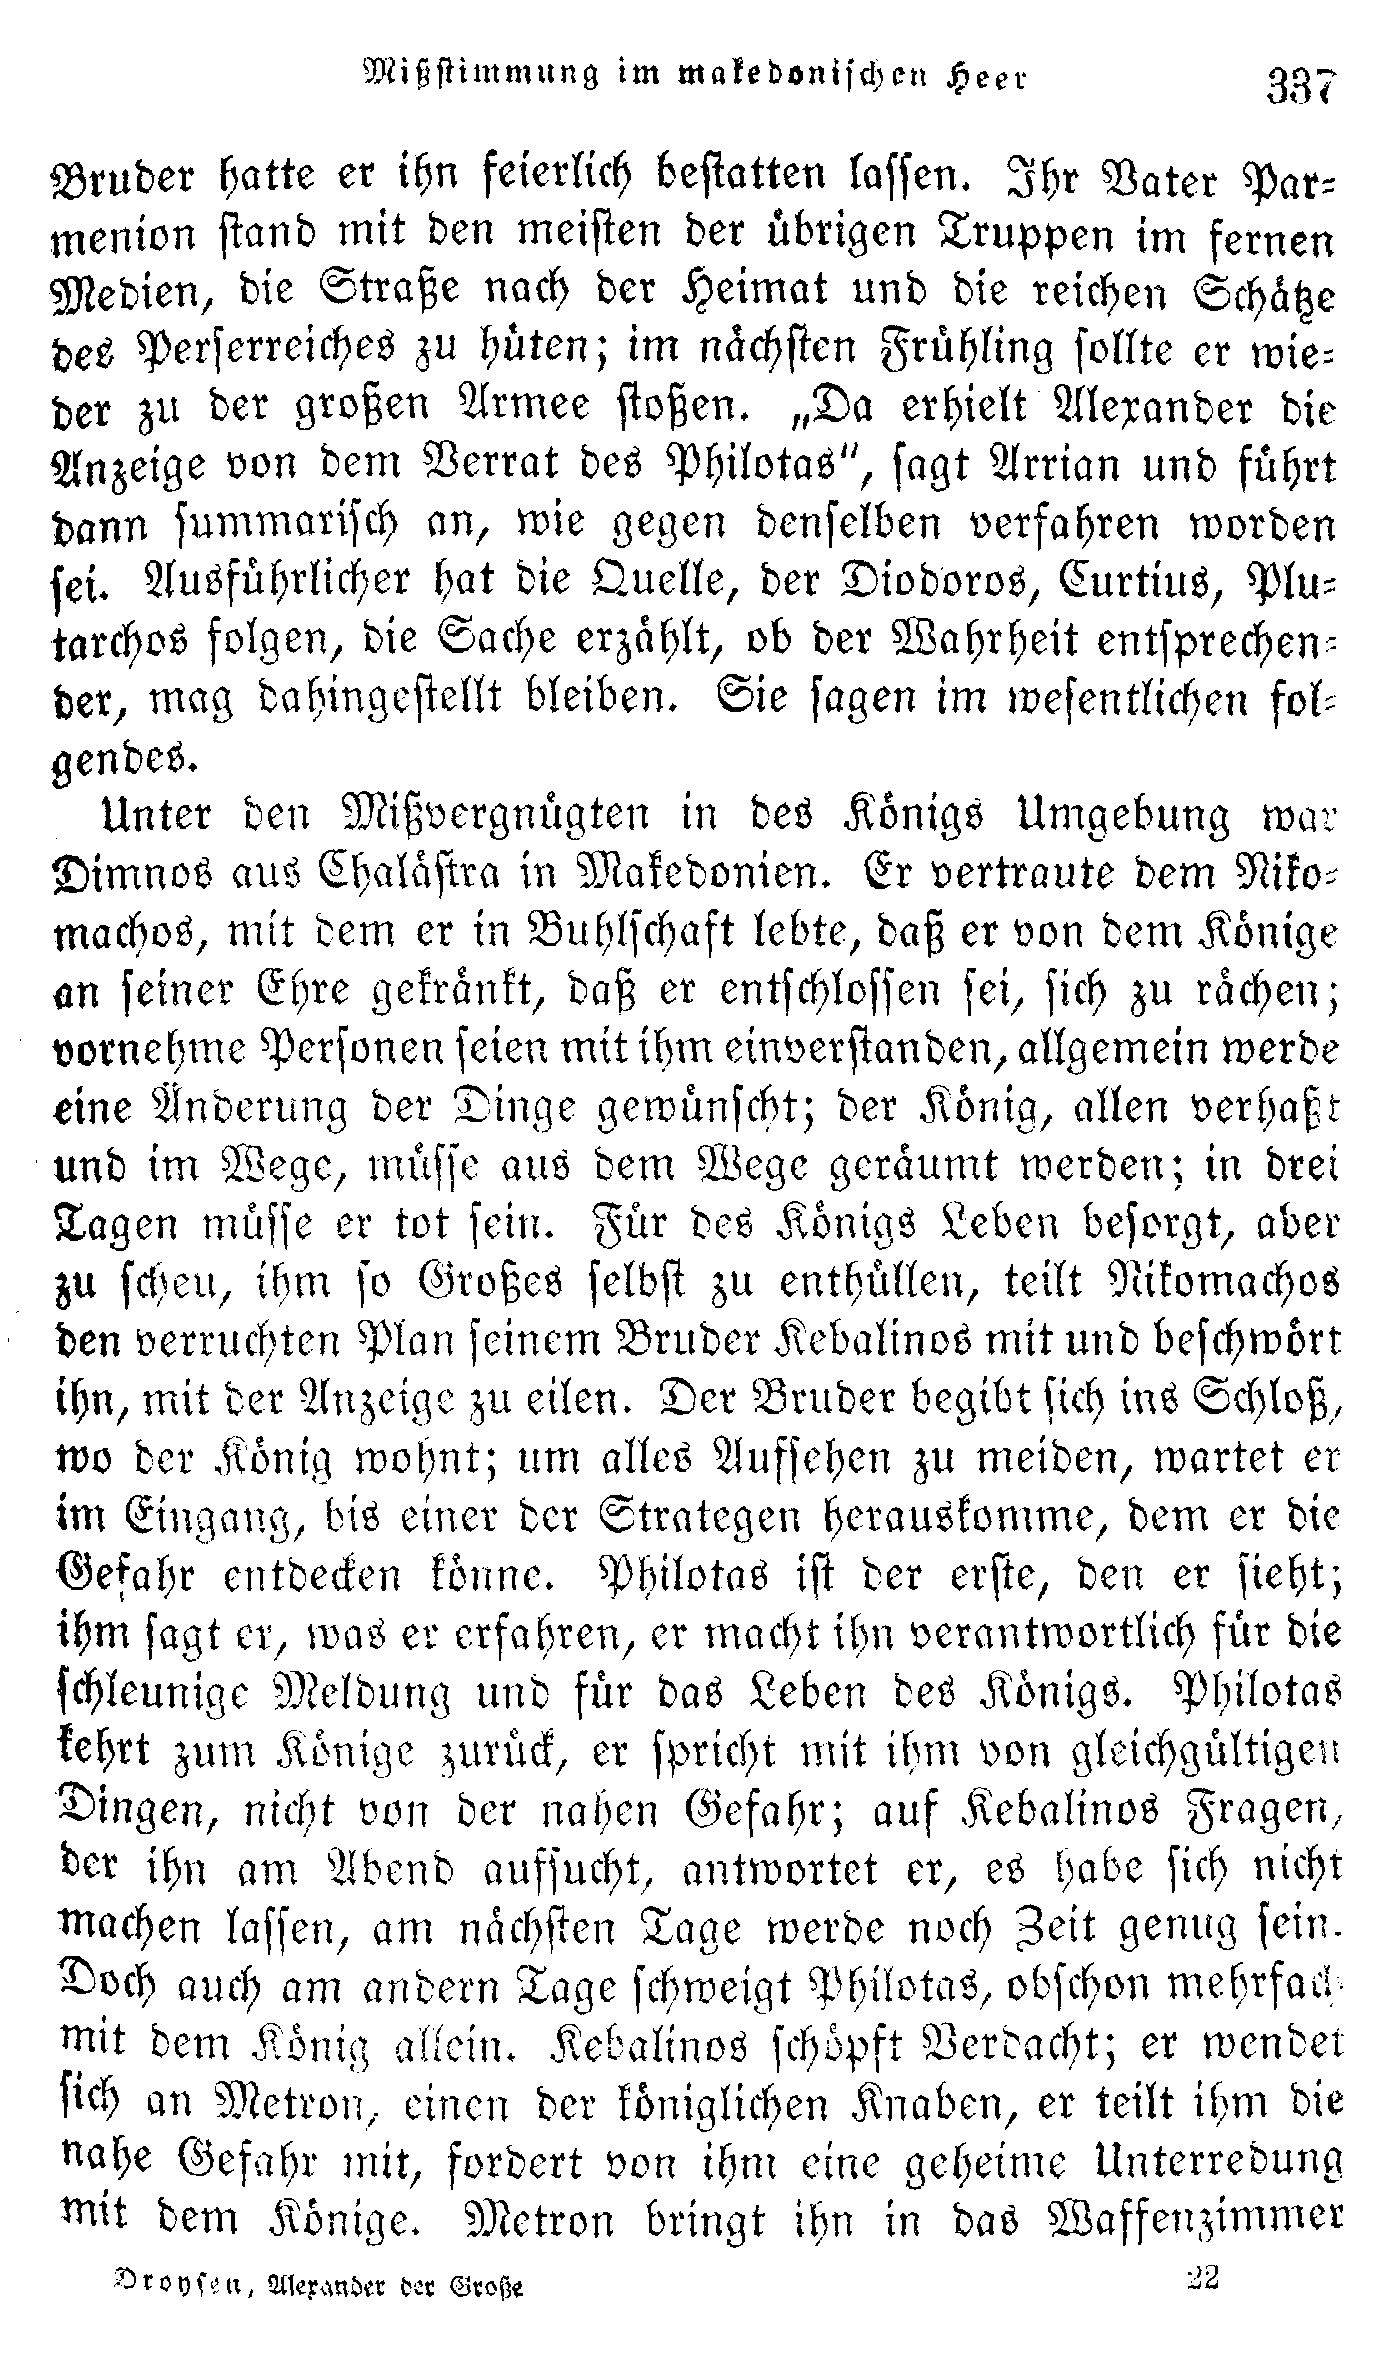 Mißstimmung im makedonischen Heer 337
Bruder hatte er ihn feierlich bestatten lassen. Ihr Vater Par-
menion stand mit den meisten der übrigen Truppen im fernen
Medien, die Straße nach der Heimat und die reichen Schätze
des Perserreiches zu hüten; im nächsten Frühling sollte er wie-
der zu der großen Armee stoßen. „Da erhielt Alexander die
Anzeige von dem Verrat des Philotas“, sagt Arrian und führt
dann summarisch an, wie gegen denselben verfahren worden
sei. Ausführlicher hat die Quelle, der Diodoros, Curtius, Plu-
tarchos folgen, die Sache erzählt, ob der Wahrheit entsprechen-
der, mag dahingestellt bleiben. Sie sagen im wesentlichen fol-
gendes.
Unter den Mißvergnügten in des Königs Umgebung war
Dimnos aus Chalästra in Makedonien. Er vertraute dem Niko-
machos, mit dem er in Buhlschaft lebte, daß er von dem Könige
an seiner Ehre gekränkt, daß er entschlossen sei, sich zu rächen;
vornehme Personen seien mit ihm einverstanden, allgemein werde
eine Änderung der Dinge gewünscht; der König, allen verhaßt
und im Wege, müsse aus dem Wege geräumt werden; in drei
Tagen müsse er tot sein. Für des Königs Leben besorgt, aber
zu scheu, ihm so Großes selbst zu enthüllen, teilt Nikomachos
den verruchten Plan seinem Bruder Kebalinos mit und beschwört
ihn, mit der Anzeige zu eilen. Der Bruder begibt sich ins Schloß,
wo der König wohnt; um alles Aufsehen zu meiden, wartet er
im Eingang, bis einer der Strategen herauskomme, dem er die
Gefahr entdecken könne. Philotas ist der erste, den er sieht;
ihm sagt er, was er erfahren, er macht ihn verantwortlich für die
schleunige Meldung und für das Leben des Königs. Philotas
kehrt zum Könige zurück, er spricht mit ihm von gleichgültigen
Dingen, nicht von der nahen Gefahr; auf Kebalinos Fragen,
der ihn am Abend aufsucht, antwortet er, es habe sich nicht
machen lassen, am nächsten Tage werde noch Zeit genug sein.
Doch auch am andern Tage schweigt Philotas, obschon mehrfach
mit dem König allein. Kebalinos schöpft Verdacht; er wendet
sich an Metron, einen der königlichen Knaben, er teilt ihm die
nahe Gefahr mit, fordert von ihm eine geheime Unterredung
mit dem Könige. Metron bringt ihn in das Waffenzimmer
Droysen, Alexander der Große 22